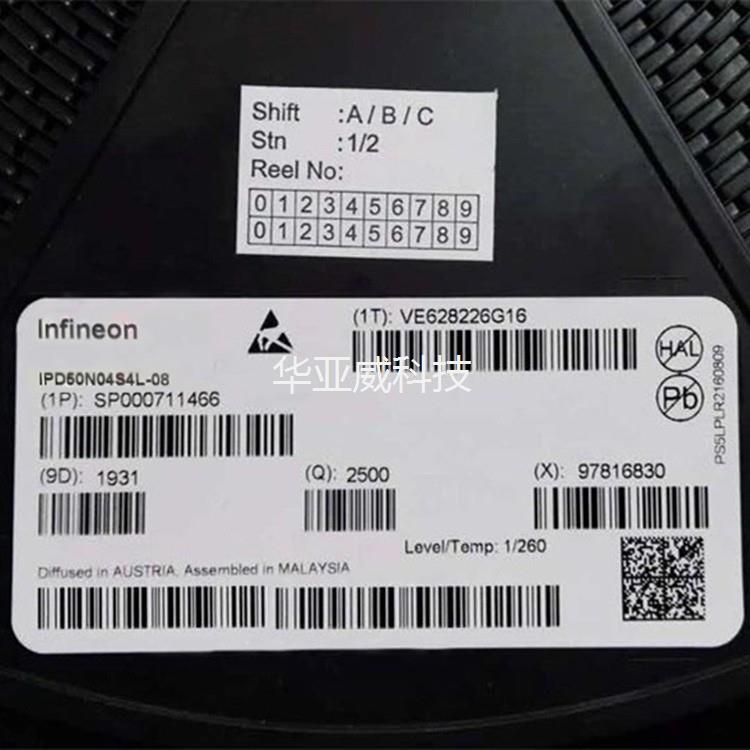 Shift :A / B / C
Stn :1/2
Reel No:
0 1 2 3 4 5 6 7 8 9
0 1 2 3 4 5 6 7 8 9
Infineon
(1T): VE628226G16
HAL
华亚威科技
IPD50N04S4L-08
(1P): SP000711466
Pb
PS5LPLR2160809
(9D): 1931
(Q): 2500
(X): 97816830
Level/Temp: 1/260
Diffused in AUSTRIA. Assembled in MALAYSIA